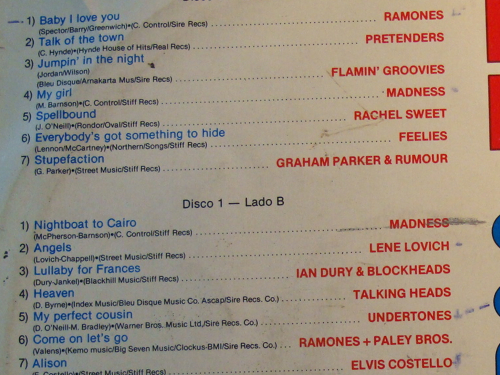 1) Baby I love you RAMONES
(Spector/Barry/Greenwich)•(C. Control/Sire Recs)
2) Talk of the town PRETENDERS
(C. Hynde)•(Hynde House of Hits/Real Recs)
3) Jumpin' in the night
(Jordan/Wilson) FLAMIN' GROOVIES
(Bleu Disque/Arnakarta Mus/Sire Recs)
4) My girl MADNESS
(M. Barnson)•(C. Control/Stiff Recs)
5) Spellbound RACHEL SWEET
(J. O'Neill)•(Rondor/Oval/Stiff Recs)
6) Everybody's got something to hide FEELIES
(Lennon/McCartney)•(Northern/Songs/Stiff Recs)
7) Stupefaction GRAHAM PARKER & RUMOUR
(G. Parker)•(Street Music/Stiff Recs)
Disco 1 — Lado B
1) Nightboat to Cairo MADNESS
(McPherson-Barnson)•(C. Control/Stiff Recs)
2) Angels LENE LOVICH
(Lovich-Chappell)•(Street Music/Stiff Recs)
3) Lullaby for Frances IAN DURY & BLOCKHEADS
(Dury-Jankel)•(Blackhill Music/Stiff Recs)
4) Heaven TALKING HEADS
(D. Byrne)•(Index Music/Bleu Disque Music Co. Ascap/Sire Recs. Co.)
5) My perfect cousin UNDERTONES
(D. O'Neill-M. Bradley)•(Warner Bros. Music Ltd,/Sire Recs. Co.)
6) Come on let's go RAMONES + PALEY BROS.
(Valens)•(Kemo music/Big Seven Music/Clockus-BMI/Sire Recs. Co.)
7) Alison ELVIS COSTELLO
Costello)•(Street Music/Stiff Recs)